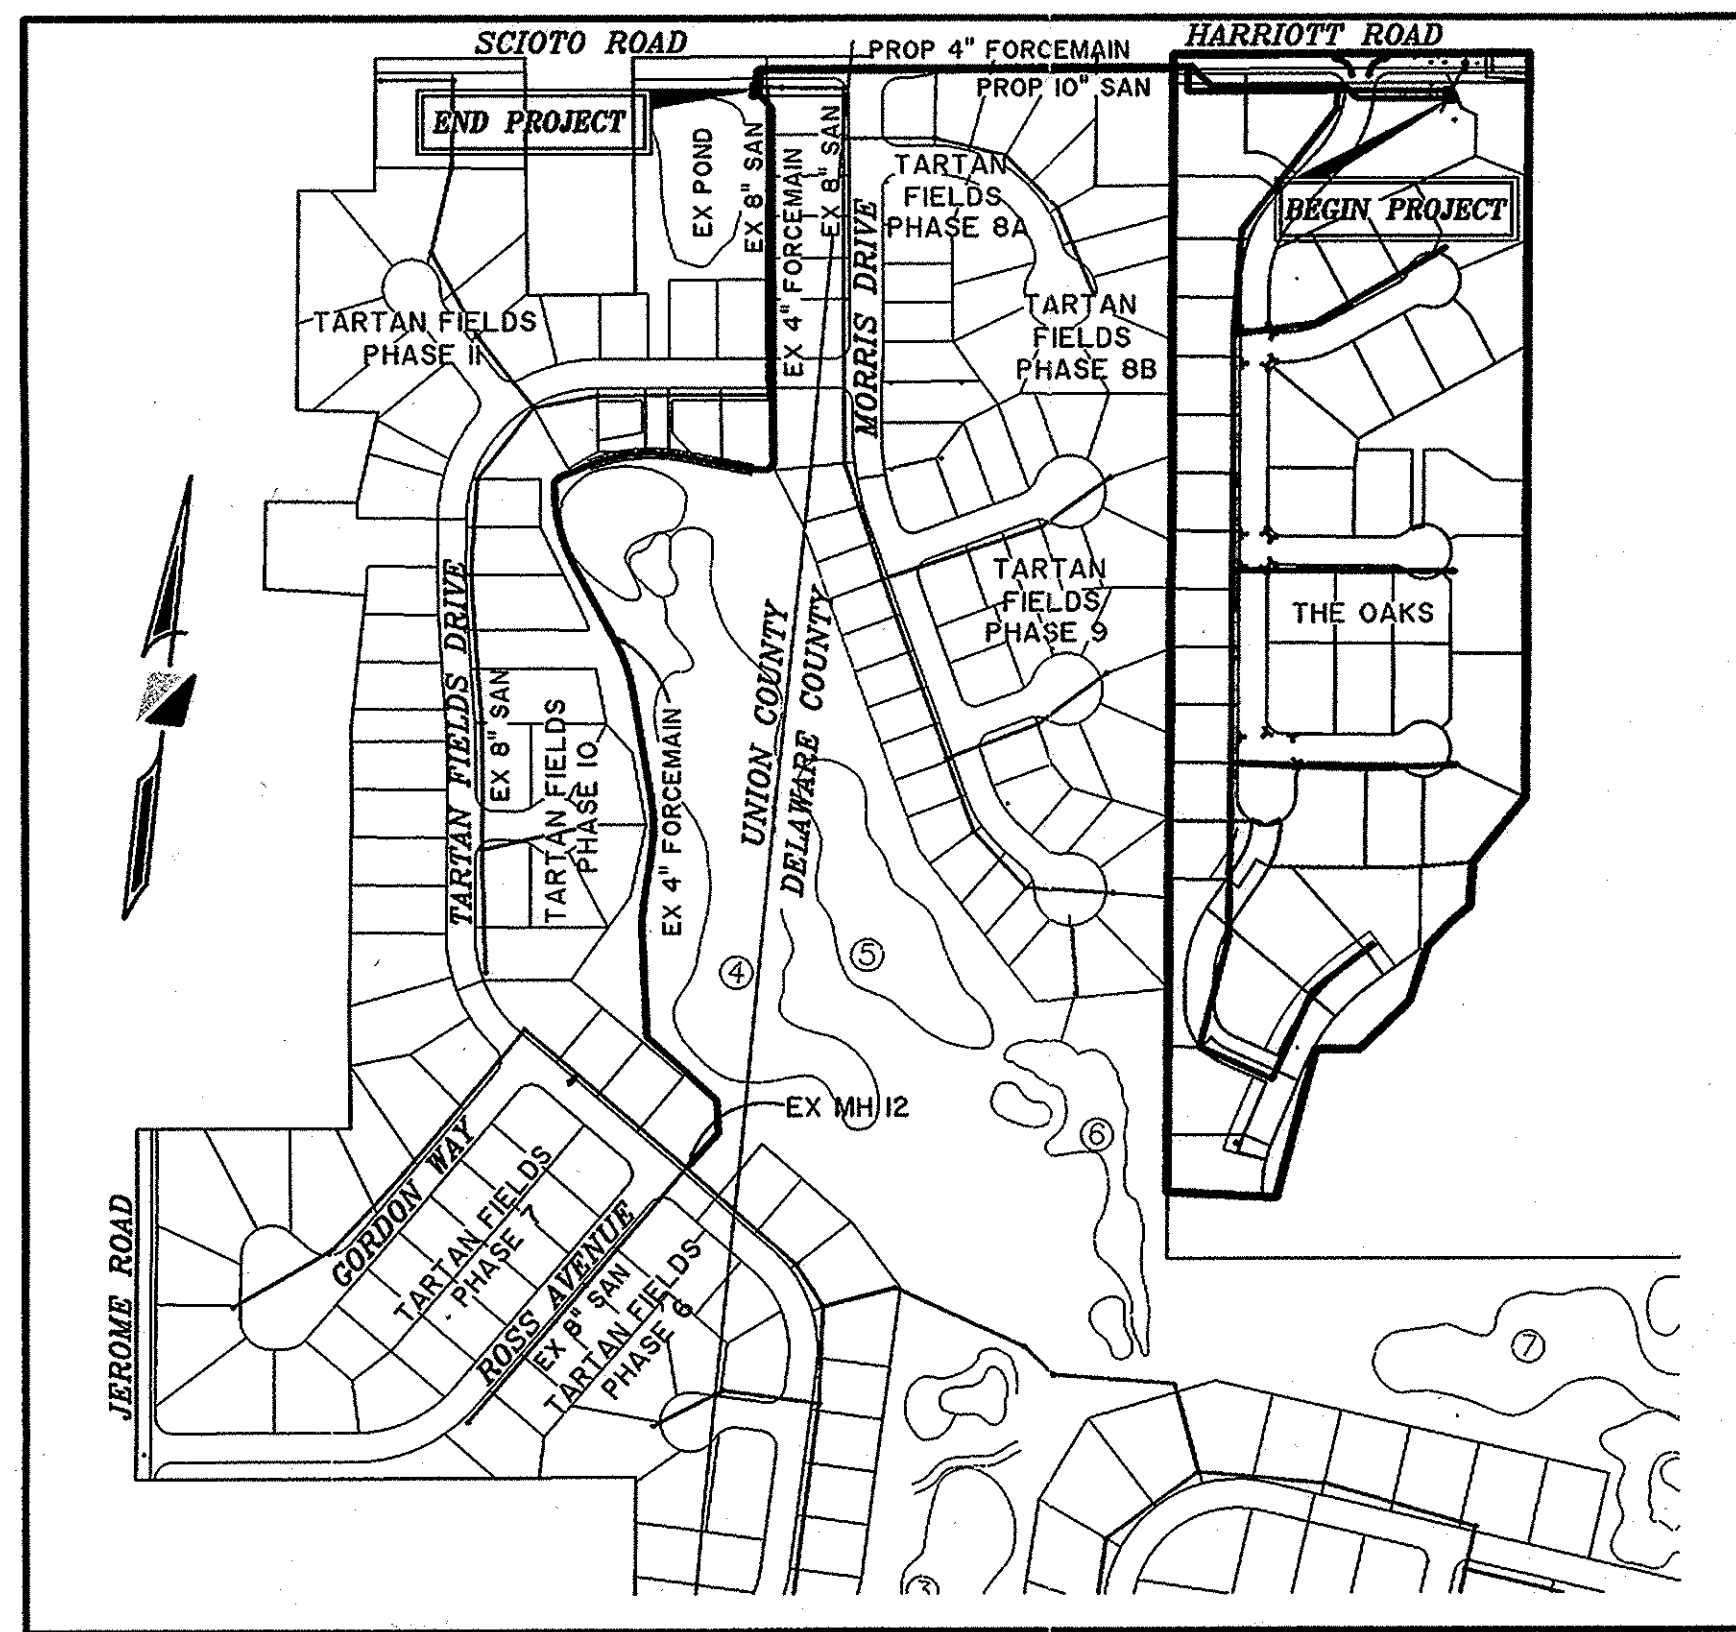 SCIOTO ROAD
HARRIOTT ROAD
PROP 4" FORCEMAIN
PROP 10" SAN
END PROJECT
BEGIN PROJECT
EX POND
EX 8" SAN
EX 4" FORCEMAIN
EX 8" SAN
MORRIS DRIVE
TARTAN
FIELDS
PHASE 8A
TARTAN
FIELDS
PHASE 8B
TARTAN FIELDS
PHASE 11
TARTAN
FIELDS
PHASE 9
THE OAKS
TARTAN FIELDS DRIVE
EX 8" SAN
TARTAN FIELDS
PHASE 10
EX 4" FORCEMAIN
UNION COUNTY
DELAWARE COUNTY
4
5
EX MH 12
6
JEROME ROAD
GORDON WAY
TARTAN FIELDS
PHASE 7
ROSS AVENUE
EX 8" SAN
TARTAN FIELDS
PHASE 6
7
3